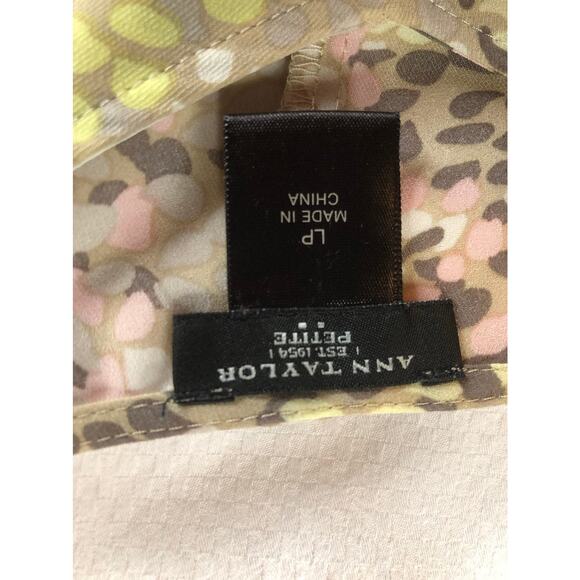 ANN TAYLOR
| EST. 1954 |
PETITE
LP
MADE IN
CHINA